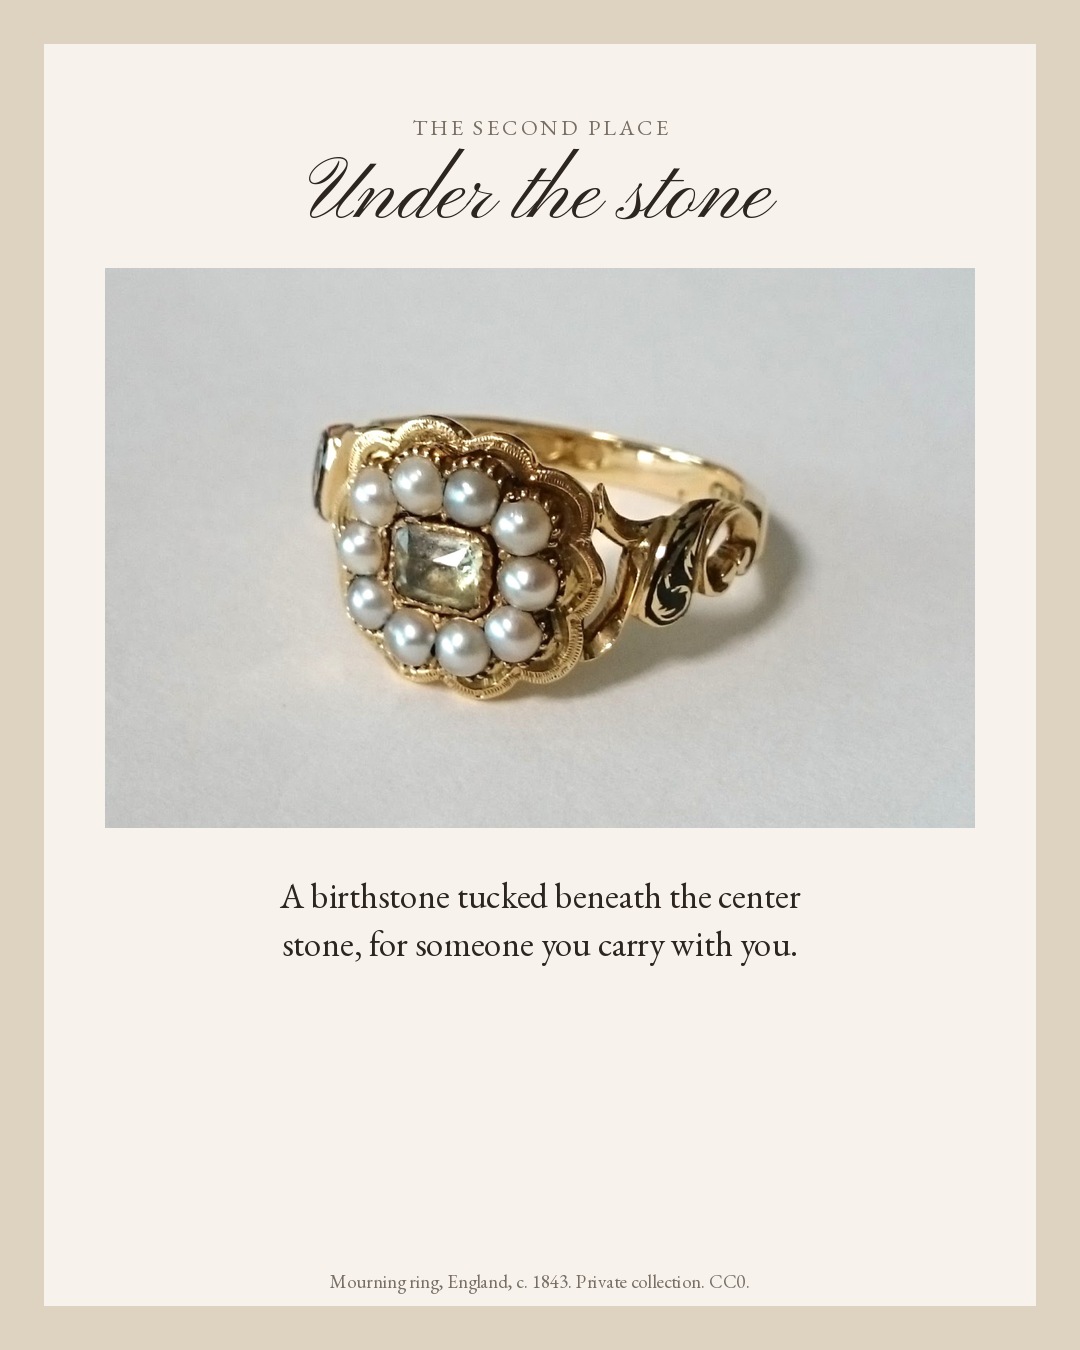 THE SECOND PLACE
Under the stone
A birthstone tucked beneath the center
stone, for someone you carry with you.
Mourning ring, England, c. 1843. Private collection. CC0.